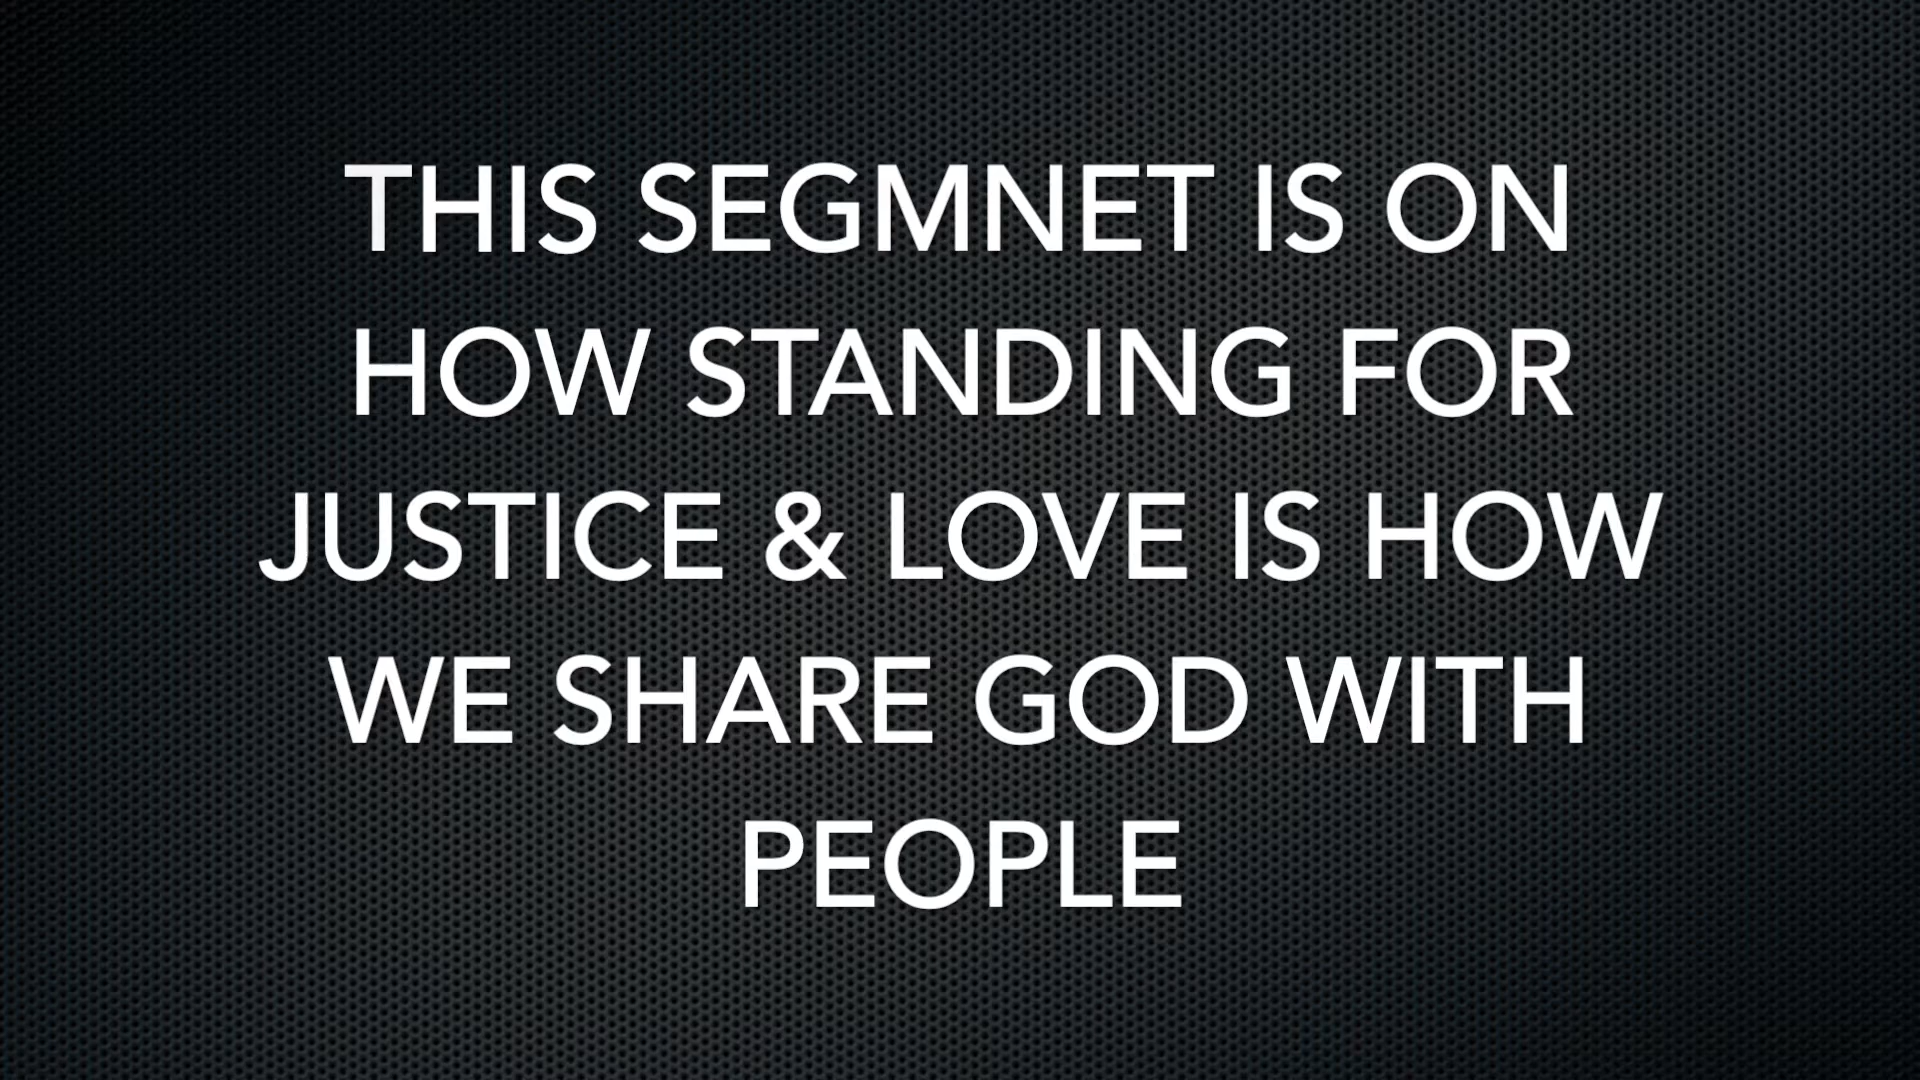 THIS SEGMNET IS ON
HOW STANDING FOR
JUSTICE & LOVE IS HOW
WE SHARE GOD WITH
PEOPLE